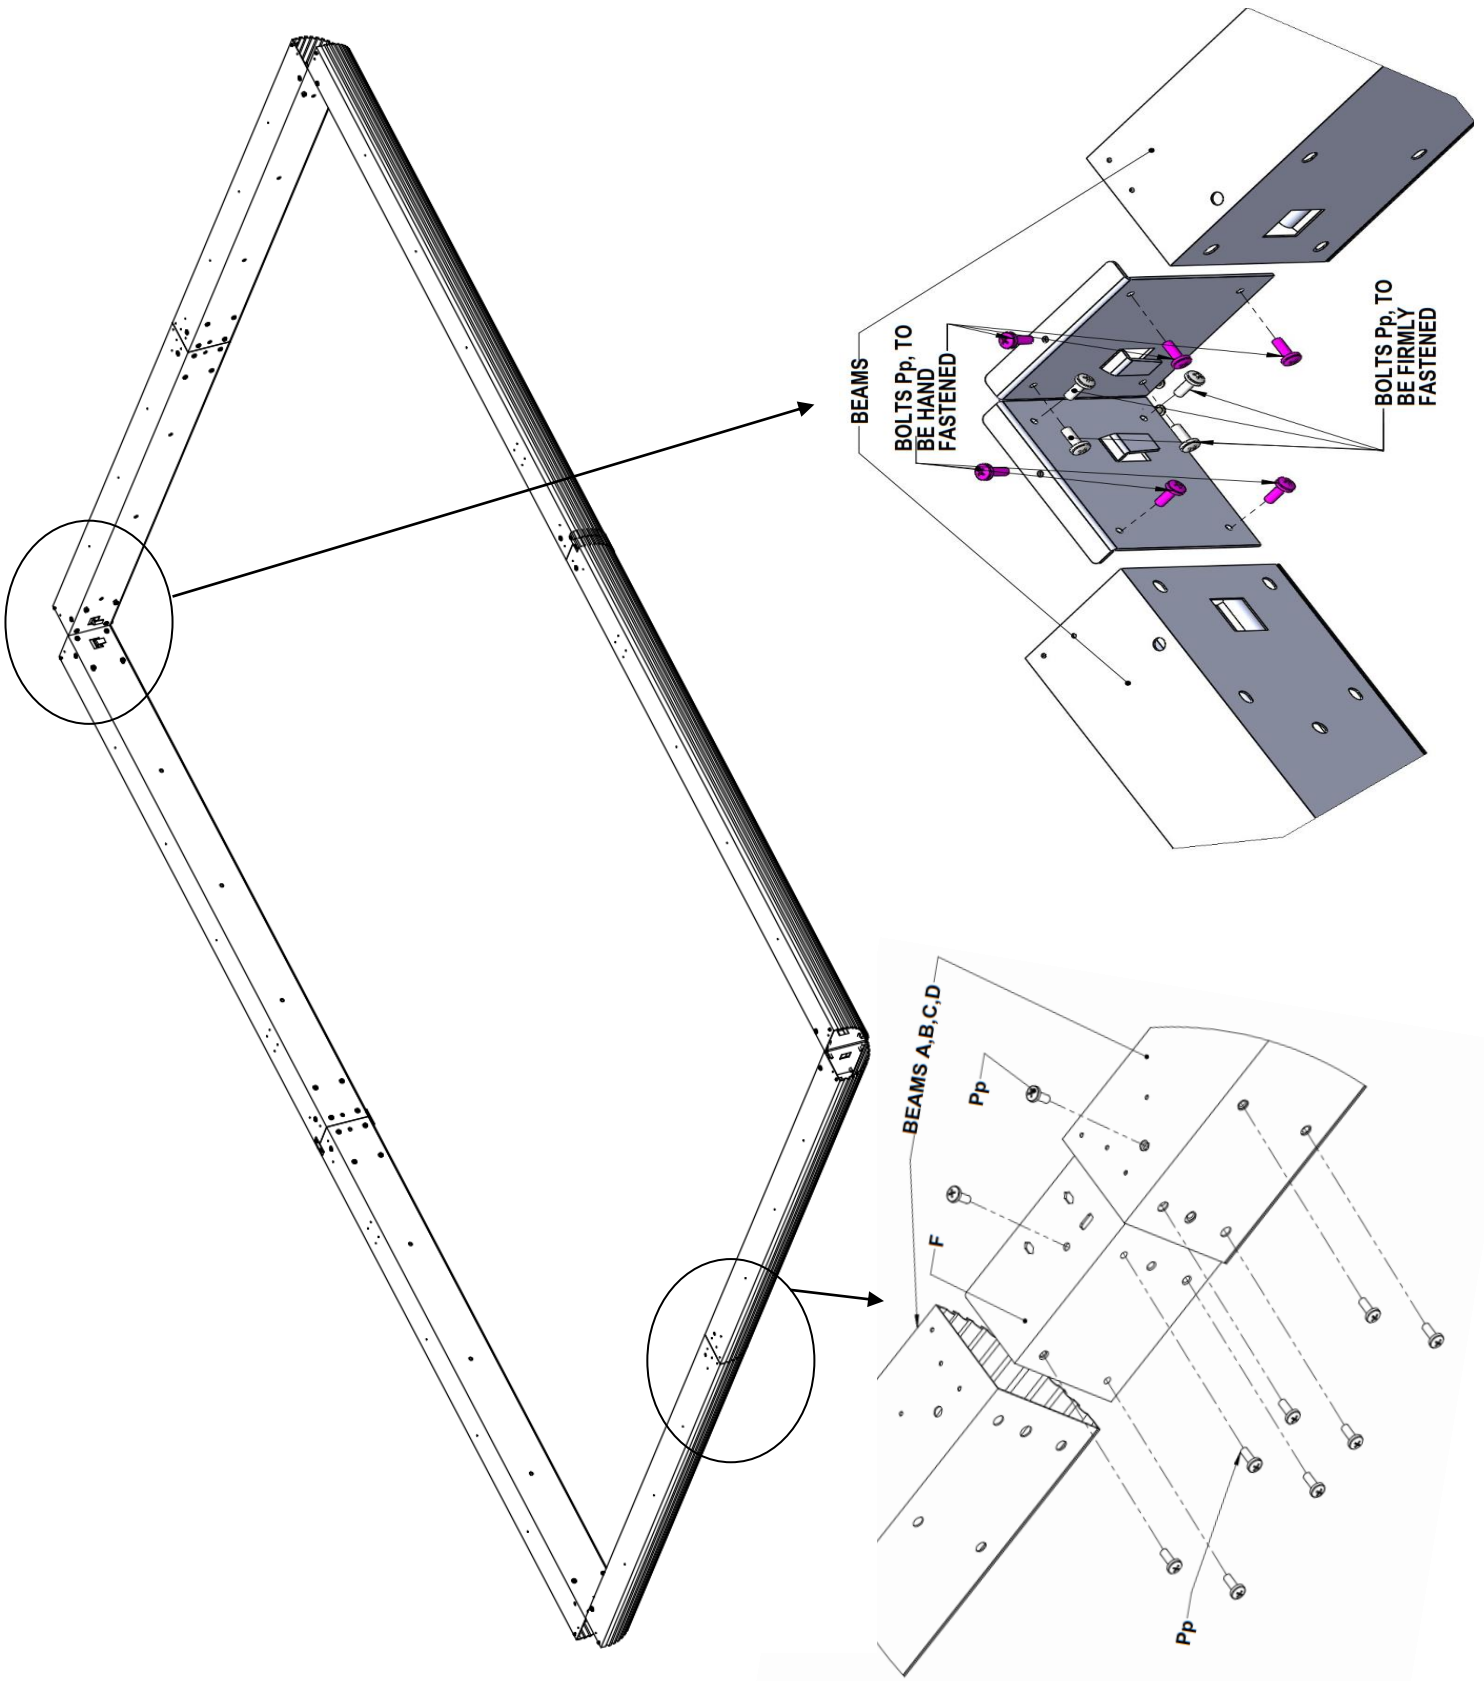 BEAMS
BOLTS Pp, TO
BE HAND
FASTENED
BOLTS Pp, TO
BE FIRMLY
FASTENED
BEAMS A,B,C,D
Pp
F
Pp